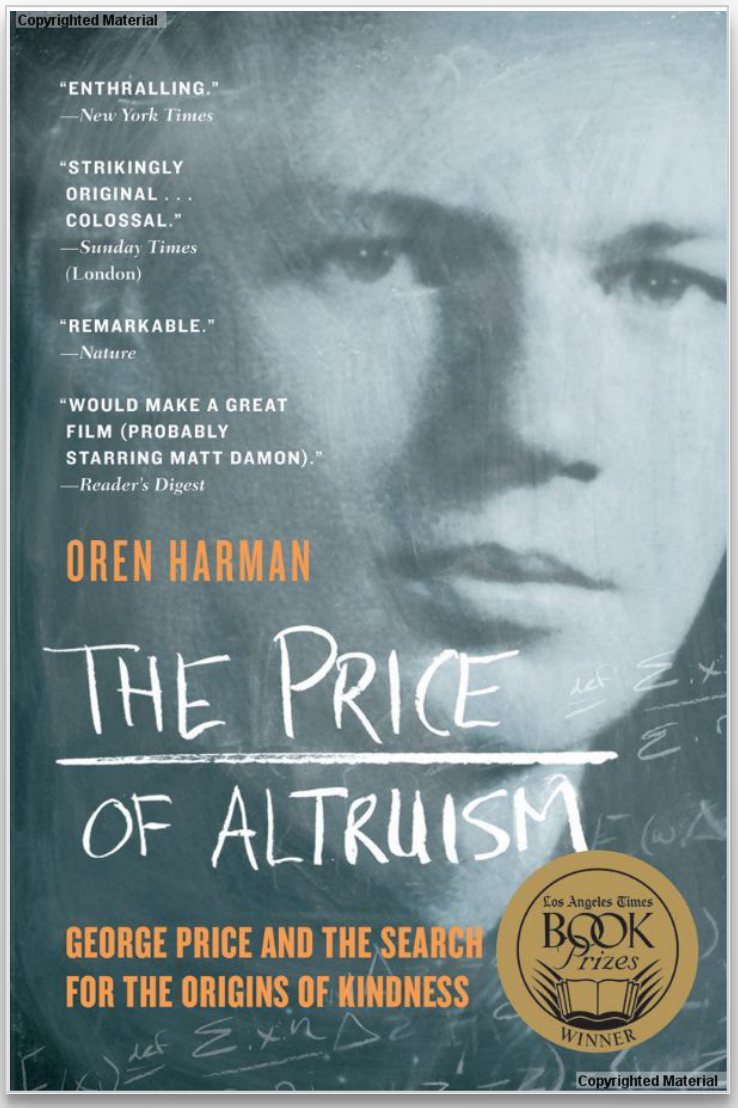 Copyrighted Material
“ENTHRALLING.”
—New York Times
“STRIKINGLY
ORIGINAL . . .
COLOSSAL.”
—Sunday Times
(London)
“REMARKABLE.”
—Nature
“WOULD MAKE A GREAT
FILM (PROBABLY
STARRING MATT DAMON).”
—Reader’s Digest
OREN HARMAN
THE PRICE
OF ALTRUISM
GEORGE PRICE AND THE SEARCH
FOR THE ORIGINS OF KINDNESS
Los Angeles Times
BOOK
Prizes
WINNER
Copyrighted Material